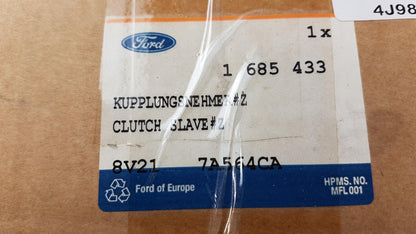 4J98
Ford
1x
1 685 433
KUPPLUNGSNEHMER#Z
CLUTCH SLAVE#Z
8V21 7A564CA
Ford of Europe
HPMS. NO.
MFL001